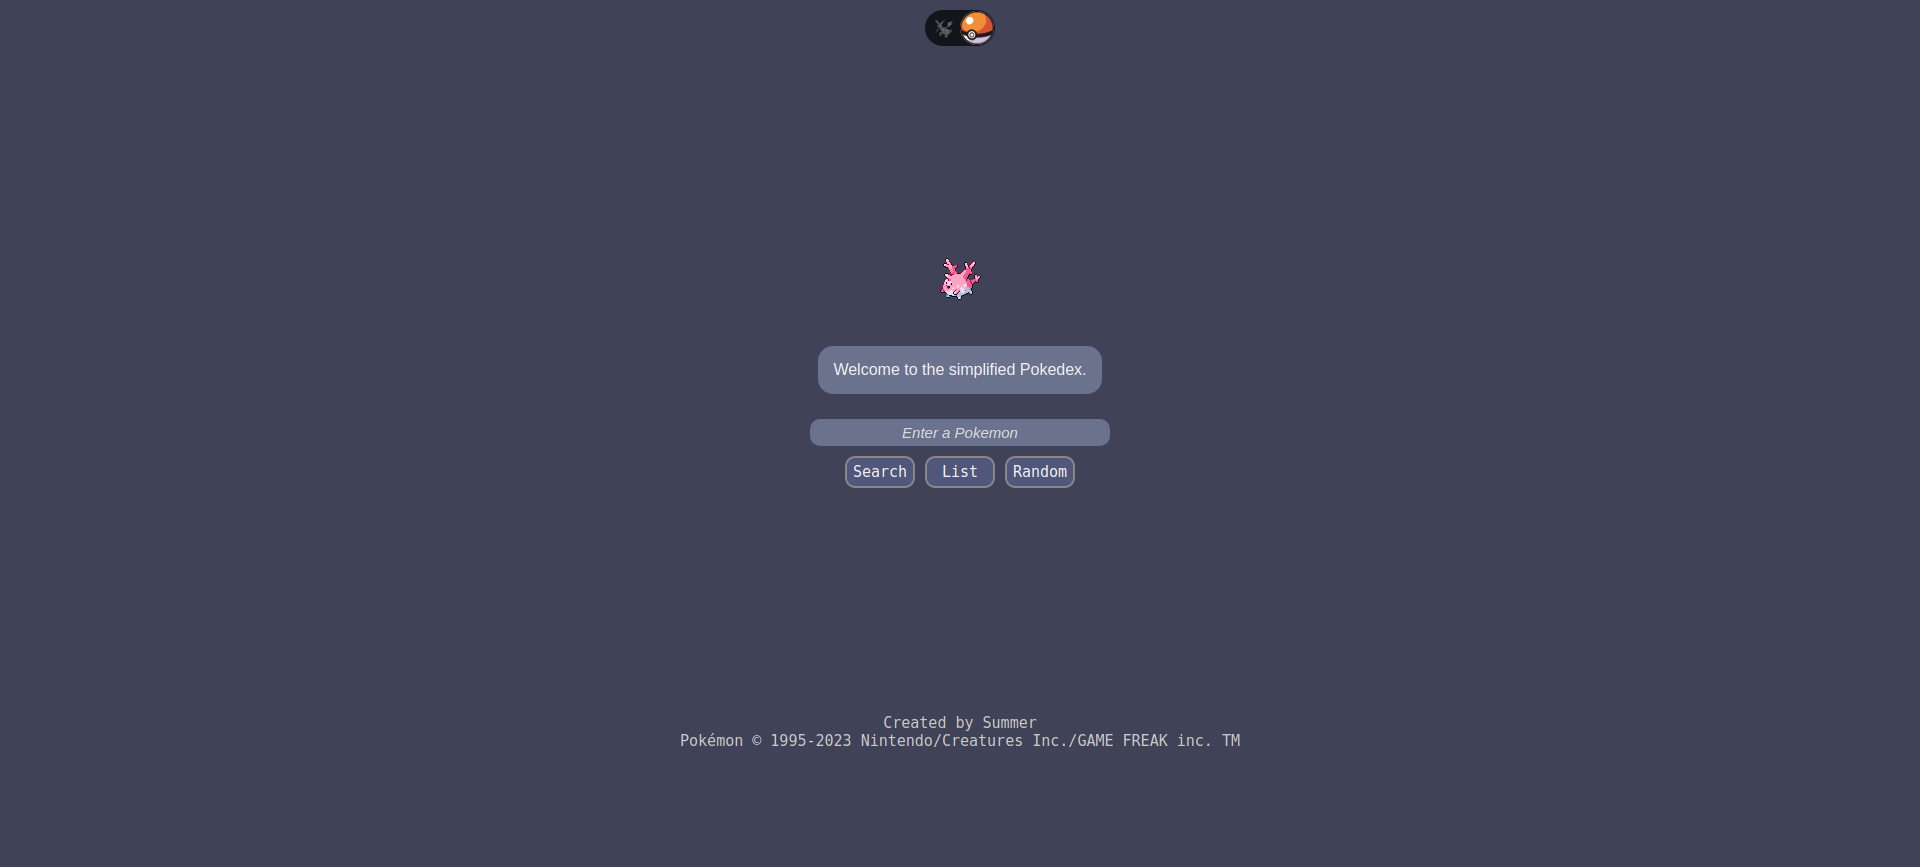 Welcome to the simplified Pokedex.
Enter a Pokemon
Search List Random
Created by Summer
Pokémon © 1995-2023 Nintendo/Creatures Inc./GAME FREAK inc. TM